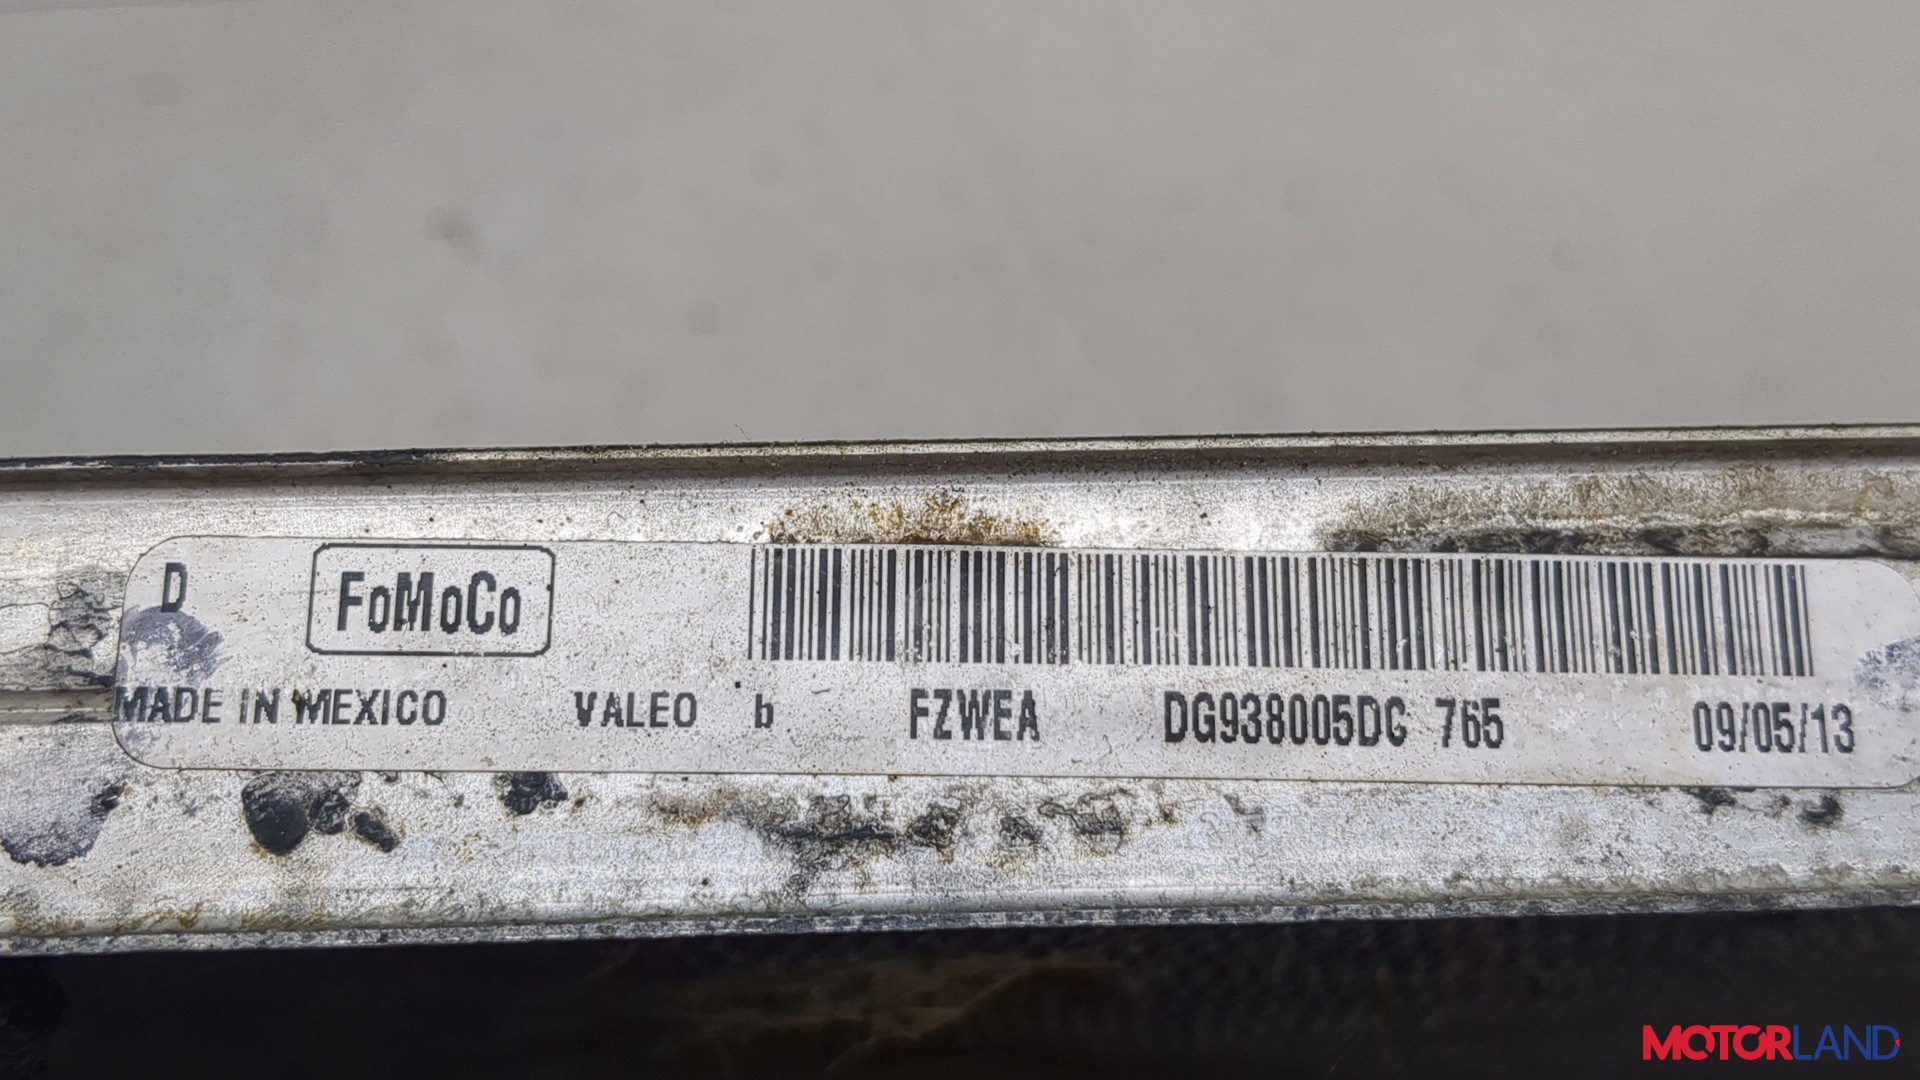 D FoMoCo
MADE IN MEXICO VALEO b FZWEA DG938005DC 765 09/05/13
MOTORLAND